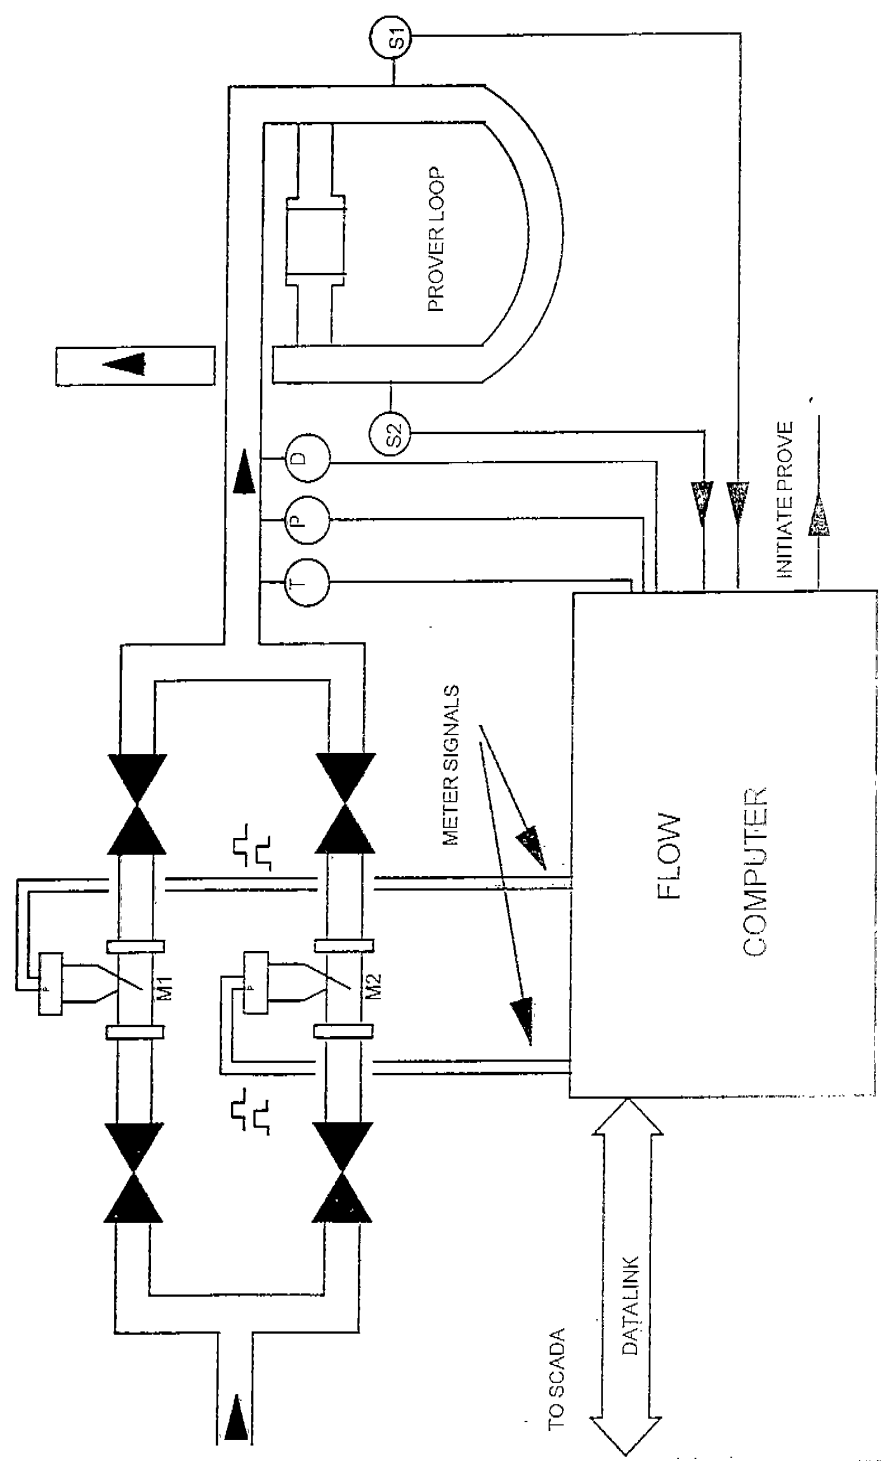 S1
PROVER LOOP
S2
D
P
T
INITIATE PROVE
METER SIGNALS
FLOW
COMPUTER
P
M1
P
M2
TO SCADA
DATALINK